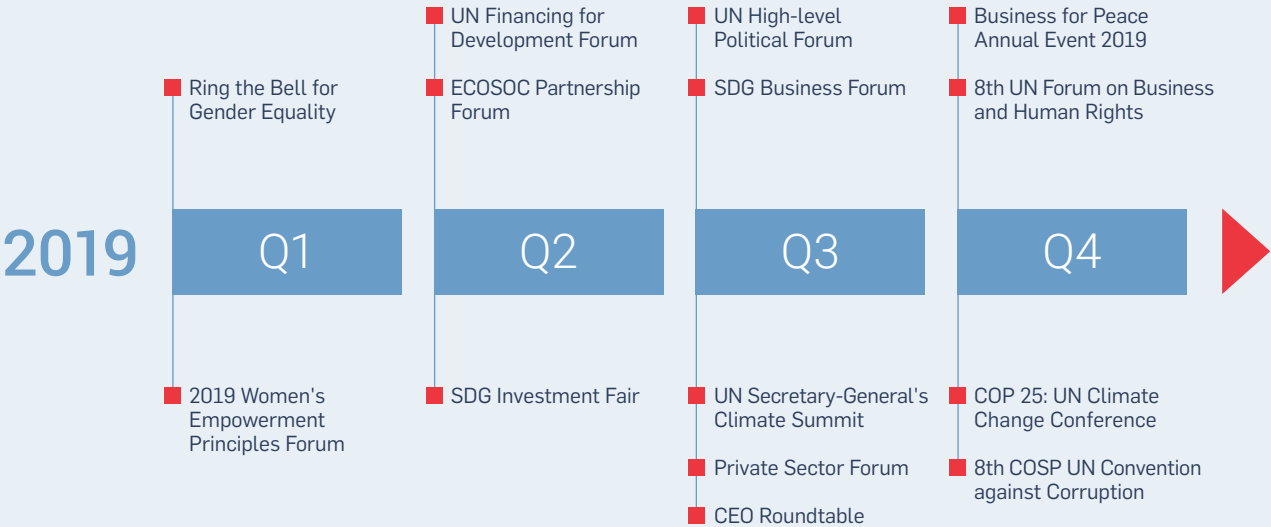 UN Financing for
Development Forum
UN High-level
Political Forum
Business for Peace
Annual Event 2019
Ring the Bell for
Gender Equality
ECOSOC Partnership
Forum
SDG Business Forum
8th UN Forum on Business
and Human Rights
2019
Q1
Q2
Q3
Q4
2019 Women's
Empowerment
Principles Forum
SDG Investment Fair
UN Secretary-General's
Climate Summit
COP 25: UN Climate
Change Conference
Private Sector Forum
8th COSP UN Convention
against Corruption
CEO Roundtable